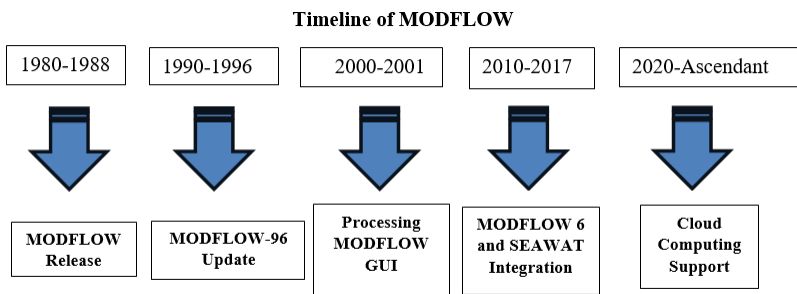 Timeline of MODFLOW
1980-1988
1990-1996
2000-2001
2010-2017
2020-Ascendant
MODFLOW
Release
MODFLOW-96
Update
Processing
MODFLOW
GUI
MODFLOW 6
and SEAWAT
Integration
Cloud
Computing
Support